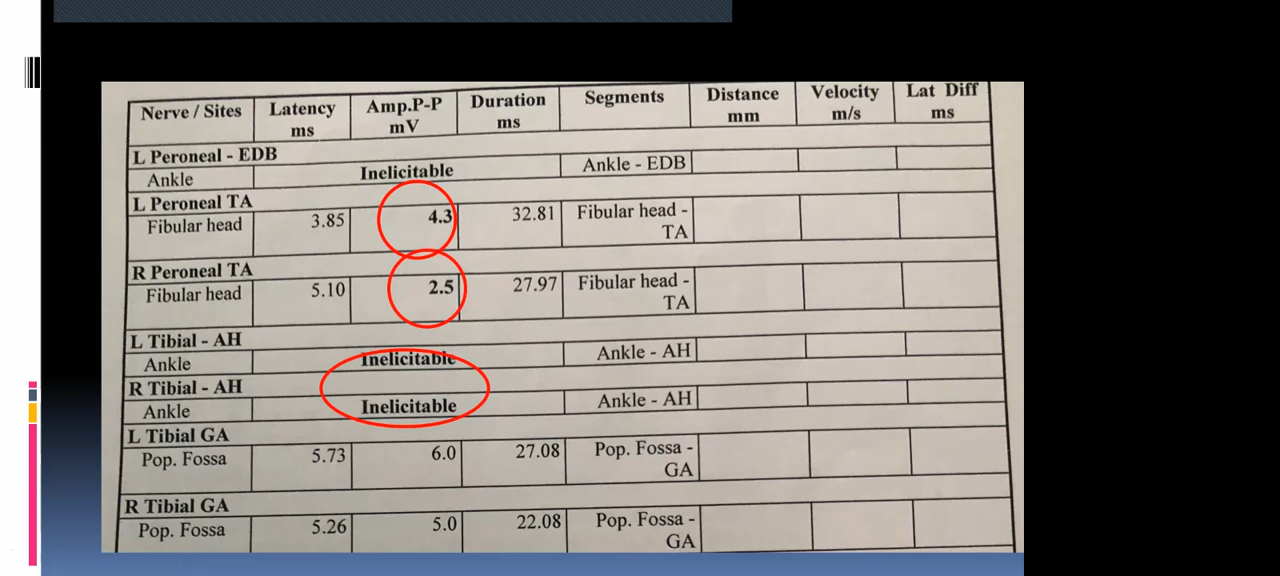 Nerve / Sites Latency ms Amp.P-P mV Duration ms Segments Distance mm Velocity m/s Lat Diff ms
L Peroneal - EDB
Ankle Inelicitable Ankle - EDB
L Peroneal TA
Fibular head 3.85 4.3 32.81 Fibular head - TA
R Peroneal TA
Fibular head 5.10 2.5 27.97 Fibular head - TA
L Tibial - AH
Ankle Inelicitable Ankle - AH
R Tibial - AH
Ankle Inelicitable Ankle - AH
L Tibial GA
Pop. Fossa 5.73 6.0 27.08 Pop. Fossa - GA
R Tibial GA
Pop. Fossa 5.26 5.0 22.08 Pop. Fossa - GA